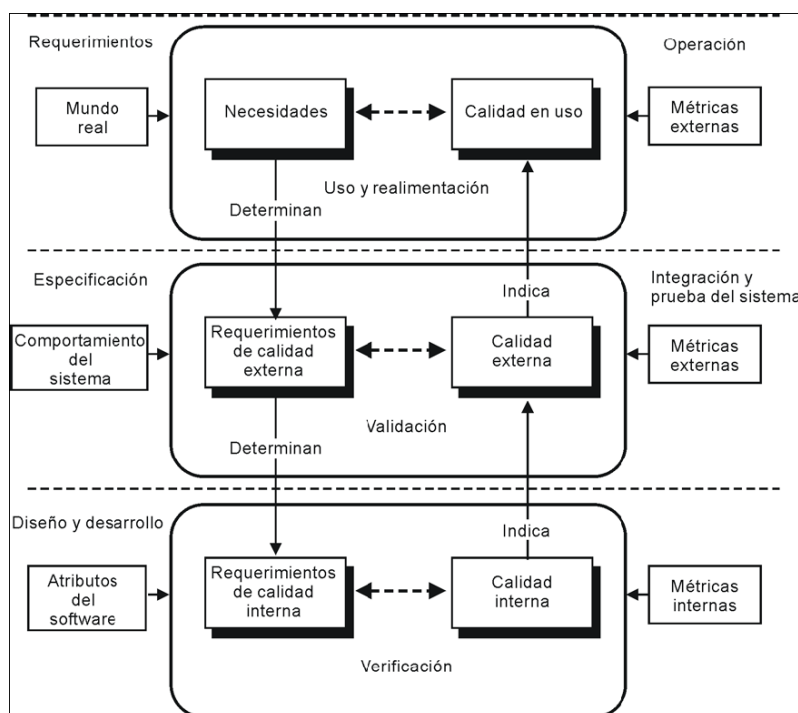 Requerimientos
Operación
Mundo
real
Necesidades
Calidad en uso
Métricas
externas
Uso y realimentación
Determinan
Especificación
Integración y
prueba del sistema
Indica
Comportamiento
del
sistema
Requerimientos
de calidad
externa
Calidad
externa
Métricas
externas
Validación
Determinan
Diseño y desarrollo
Indica
Atributos
del
software
Requerimientos
de calidad
interna
Calidad
interna
Métricas
internas
Verificación